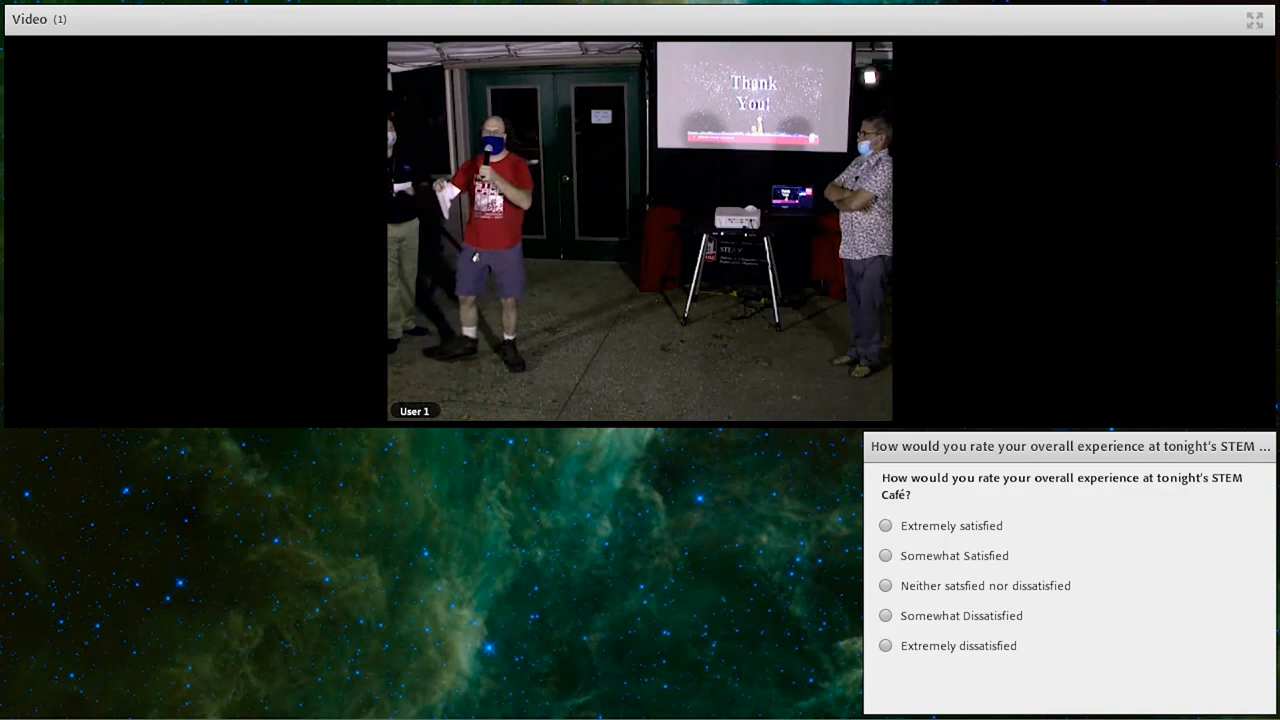 Video (1)
Thank
You!
STEM
User 1
How would you rate your overall experience at tonight's STEM ...
How would you rate your overall experience at tonight's STEM
Café?
Extremely satisfied
Somewhat Satisfied
Neither satsfied nor dissatisfied
Somewhat Dissatisfied
Extremely dissatisfied